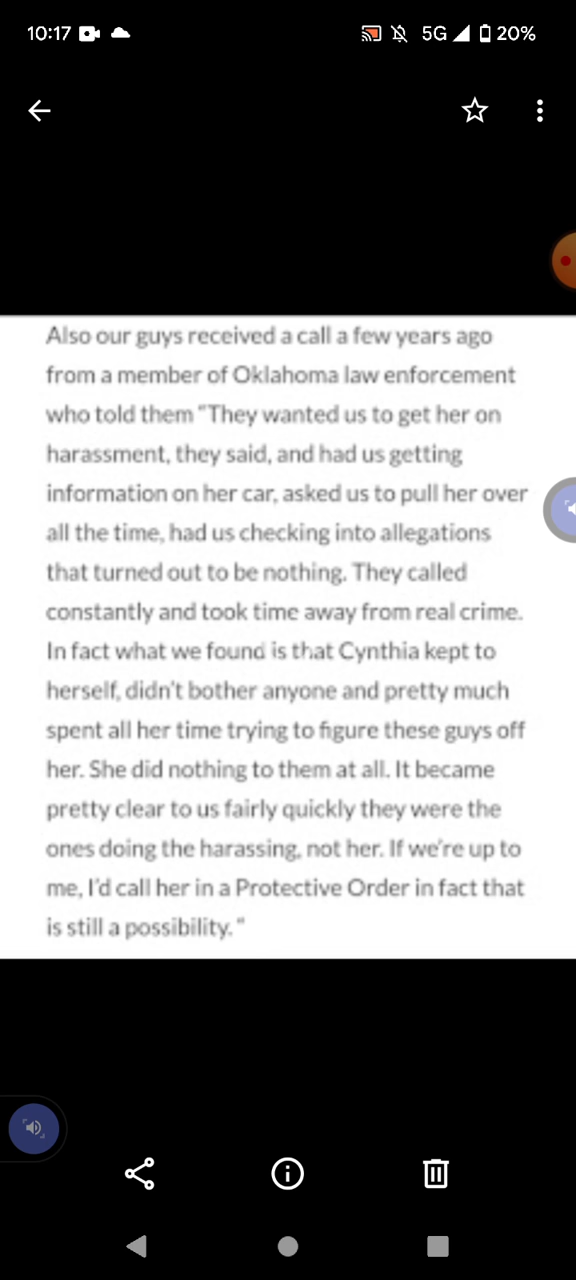 10:17
5G
20%
Also our guys received a call a few years ago
from a member of Oklahoma law enforcement
who told them "They wanted us to get her on
harassment, they said, and had us getting
information on her car, asked us to pull her over
all the time, had us checking into allegations
that turned out to be nothing. They called
constantly and took time away from real crime.
In fact what we found is that Cynthia kept to
herself, didn't bother anyone and pretty much
spent all her time trying to figure these guys off
her. She did nothing to them at all. It became
pretty clear to us fairly quickly they were the
ones doing the harassing, not her. If we're up to
me, I'd call her in a Protective Order in fact that
is still a possibility."